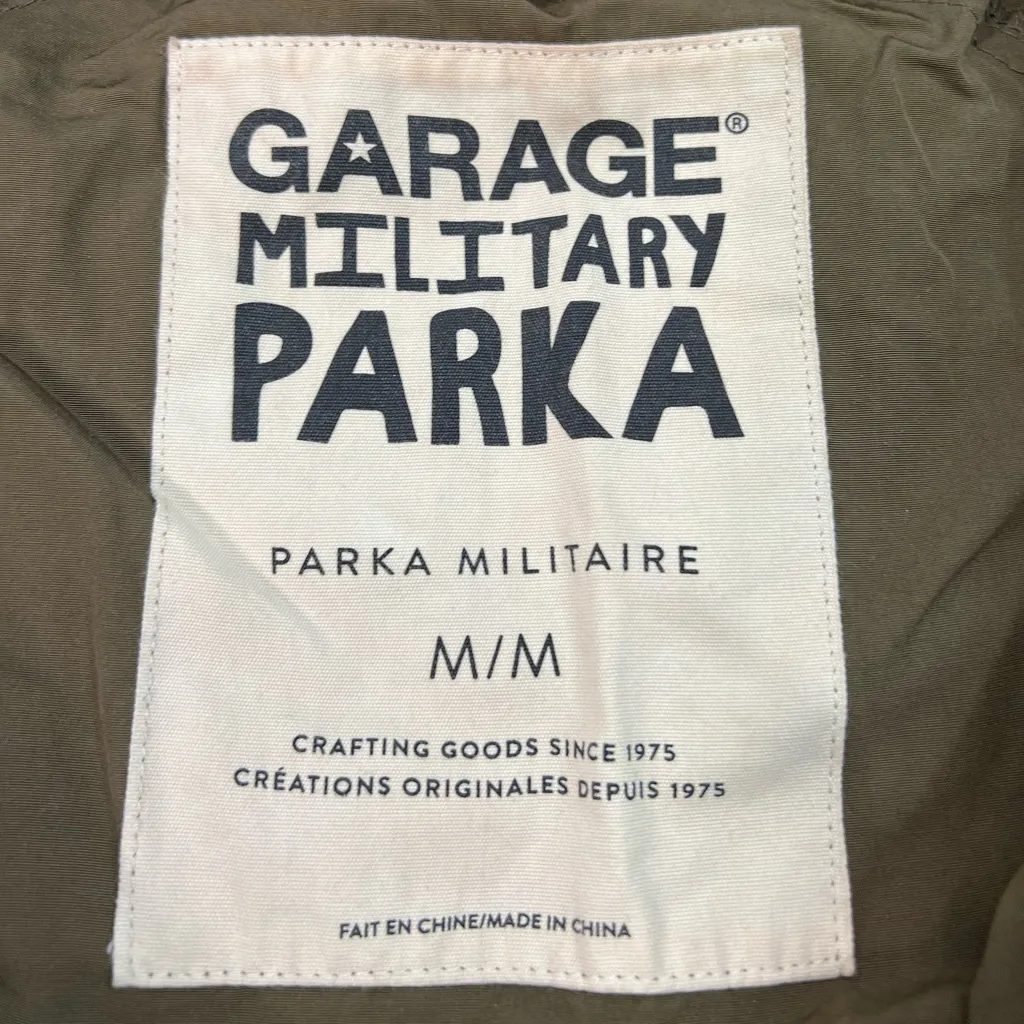 GARAGE®
MILITARY
PARKA
PARKA MILITAIRE
M/M
CRAFTING GOODS SINCE 1975
CRÉATIONS ORIGINALES DEPUIS 1975
FAIT EN CHINE/MADE IN CHINA